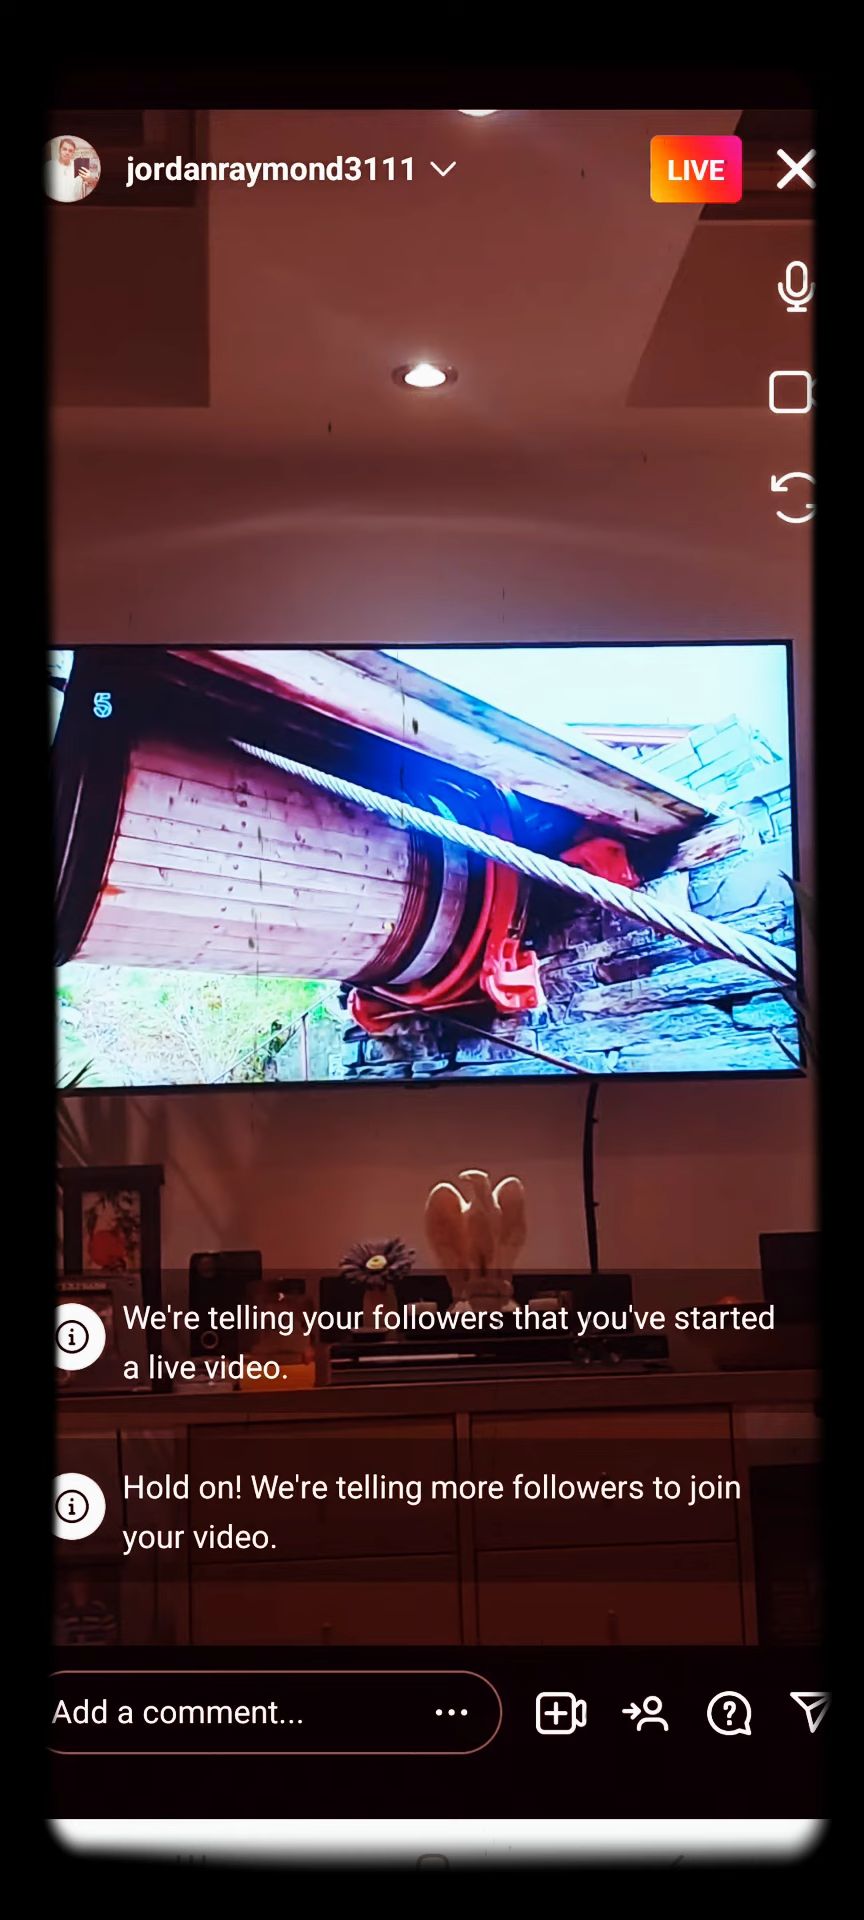 jordanraymond3111
LIVE
5
We're telling your followers that you've started
a live video.
Hold on! We're telling more followers to join
your video.
Add a comment...